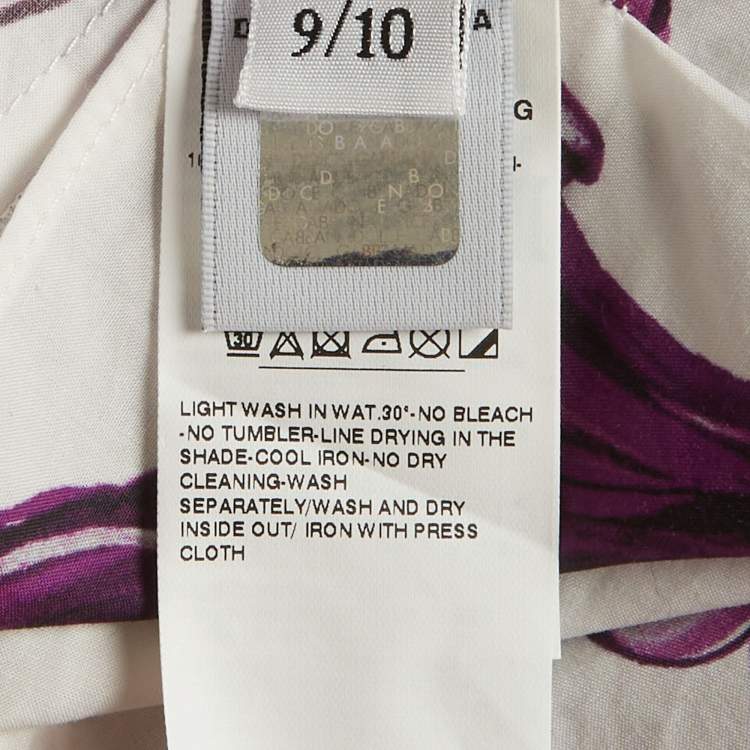 D A
9/10
G
30
LIGHT WASH IN WAT.30°-NO BLEACH
-NO TUMBLER-LINE DRYING IN THE
SHADE-COOL IRON-NO DRY
CLEANING-WASH
SEPARATELY/WASH AND DRY
INSIDE OUT/ IRON WITH PRESS
CLOTH